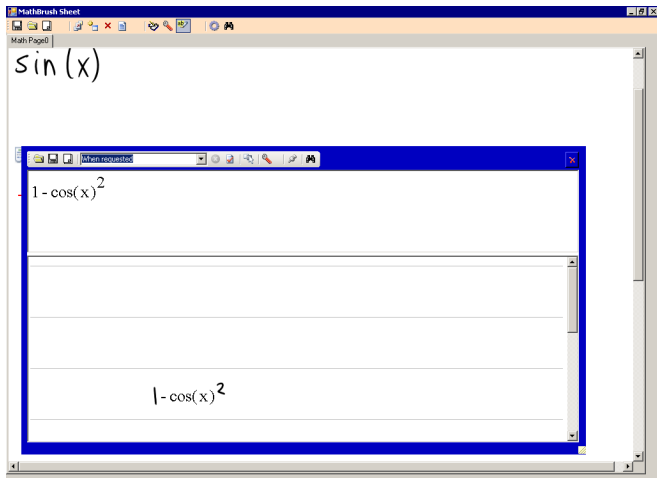 MathBrush Sheet
Math Page0
sin (x)
When requested
1 - cos(x)²
1 - cos(x)²